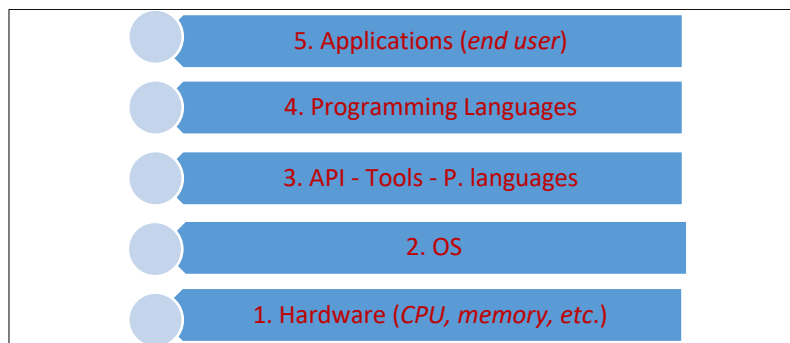 5. Applications (end user)
4. Programming Languages
3. API - Tools - P. languages
2. OS
1. Hardware (CPU, memory, etc.)